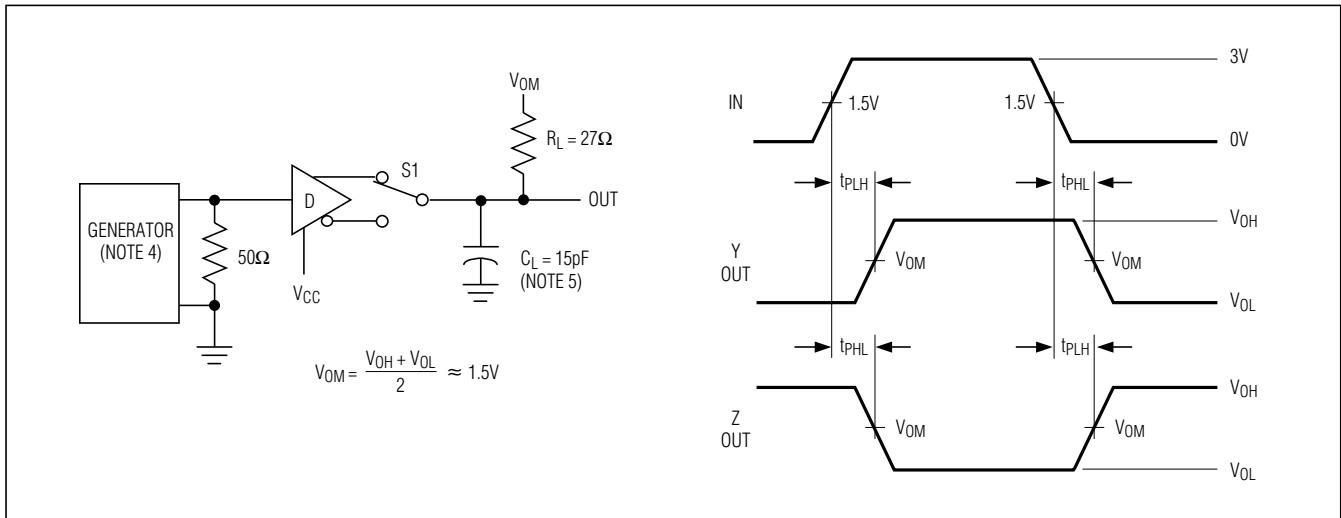 GENERATOR
(NOTE 4)
50Ω
D
VCC
S1
VOM
RL = 27Ω
OUT
CL = 15pF
(NOTE 5)
VOM = VOH + VOL / 2 ≈ 1.5V
IN
1.5V
1.5V
3V
0V
tPLH
tPHL
Y
OUT
VOM
VOM
VOH
VOL
tPHL
tPLH
Z
OUT
VOM
VOM
VOH
VOL